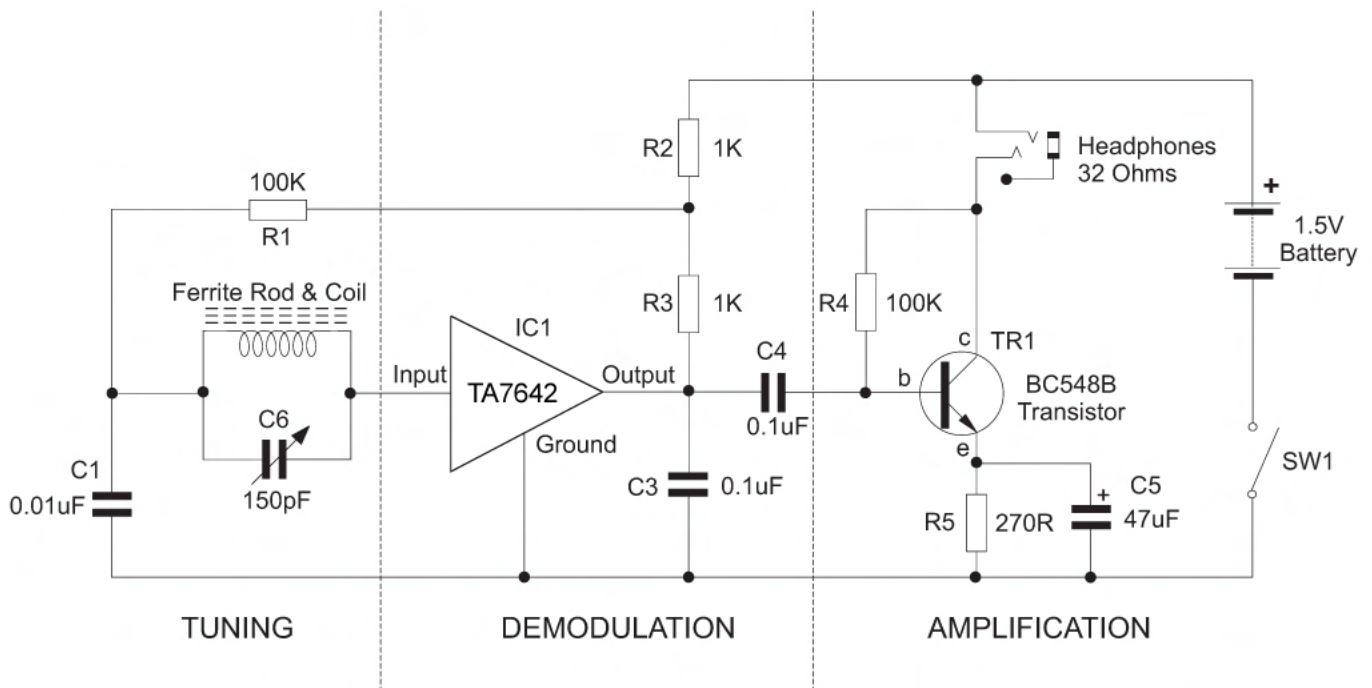 R2 1K
100K
R1
Headphones
32 Ohms
+
1.5V
Battery
Ferrite Rod & Coil
R3 1K
R4 100K
IC1
Input
TA7642
Output
Ground
C4
0.1uF
c TR1
b
BC548B
Transistor
e
C6
150pF
C1
0.01uF
C3 0.1uF
R5 270R
+ C5
47uF
SW1
TUNING
DEMODULATION
AMPLIFICATION